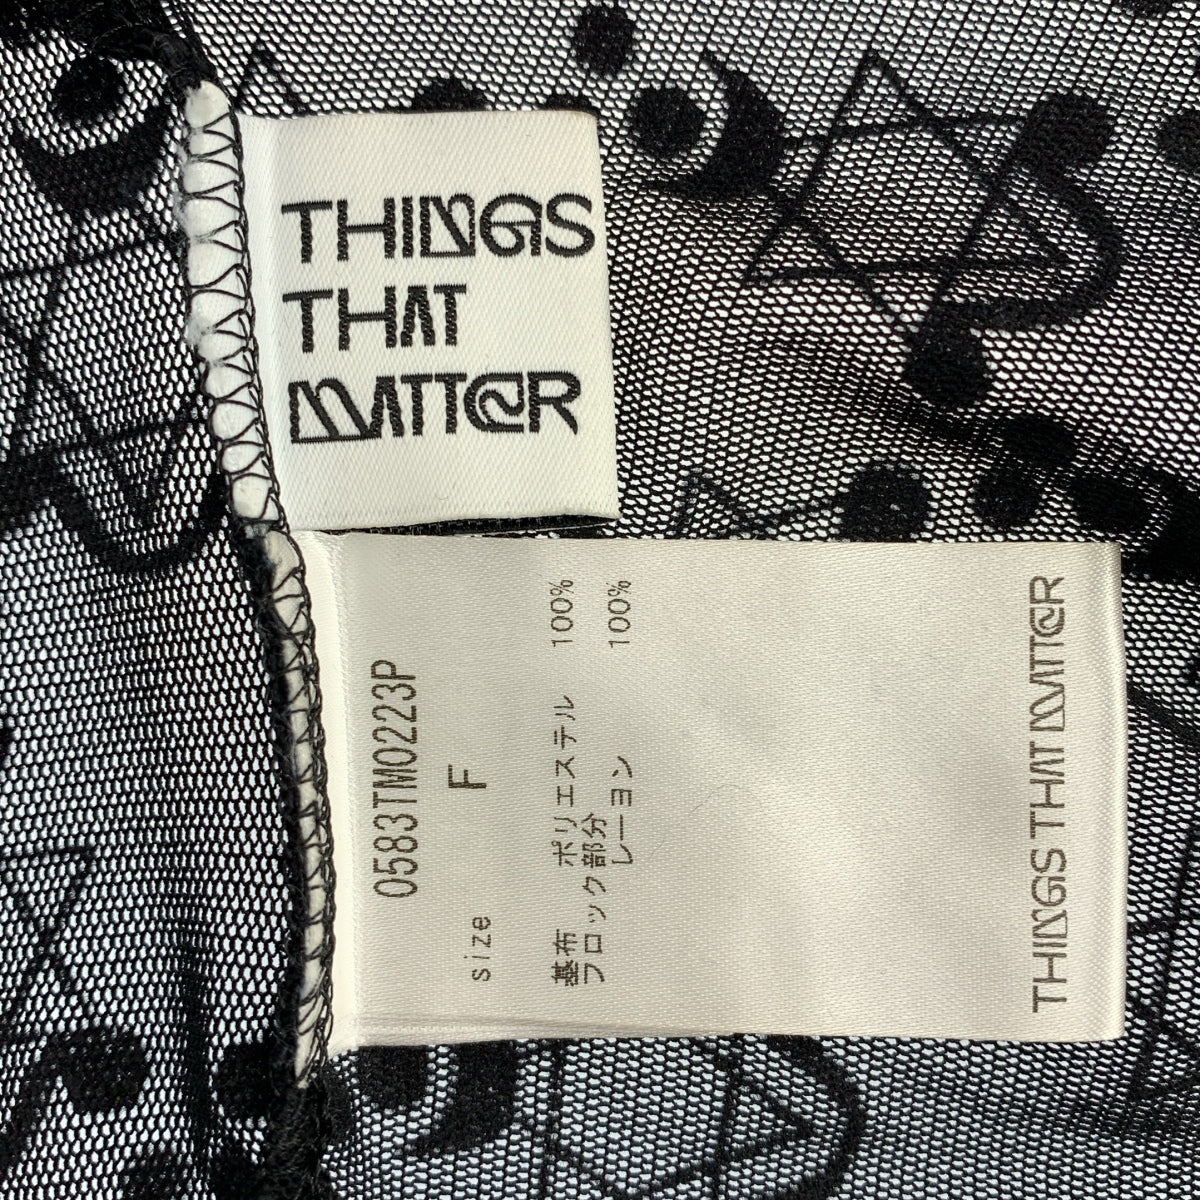 THINGS
THAT
MATTER
0583TM0223P
size F
基布 ポリエステル 100%
フロック部分
レーヨン 100%
THINGS THAT MATTER